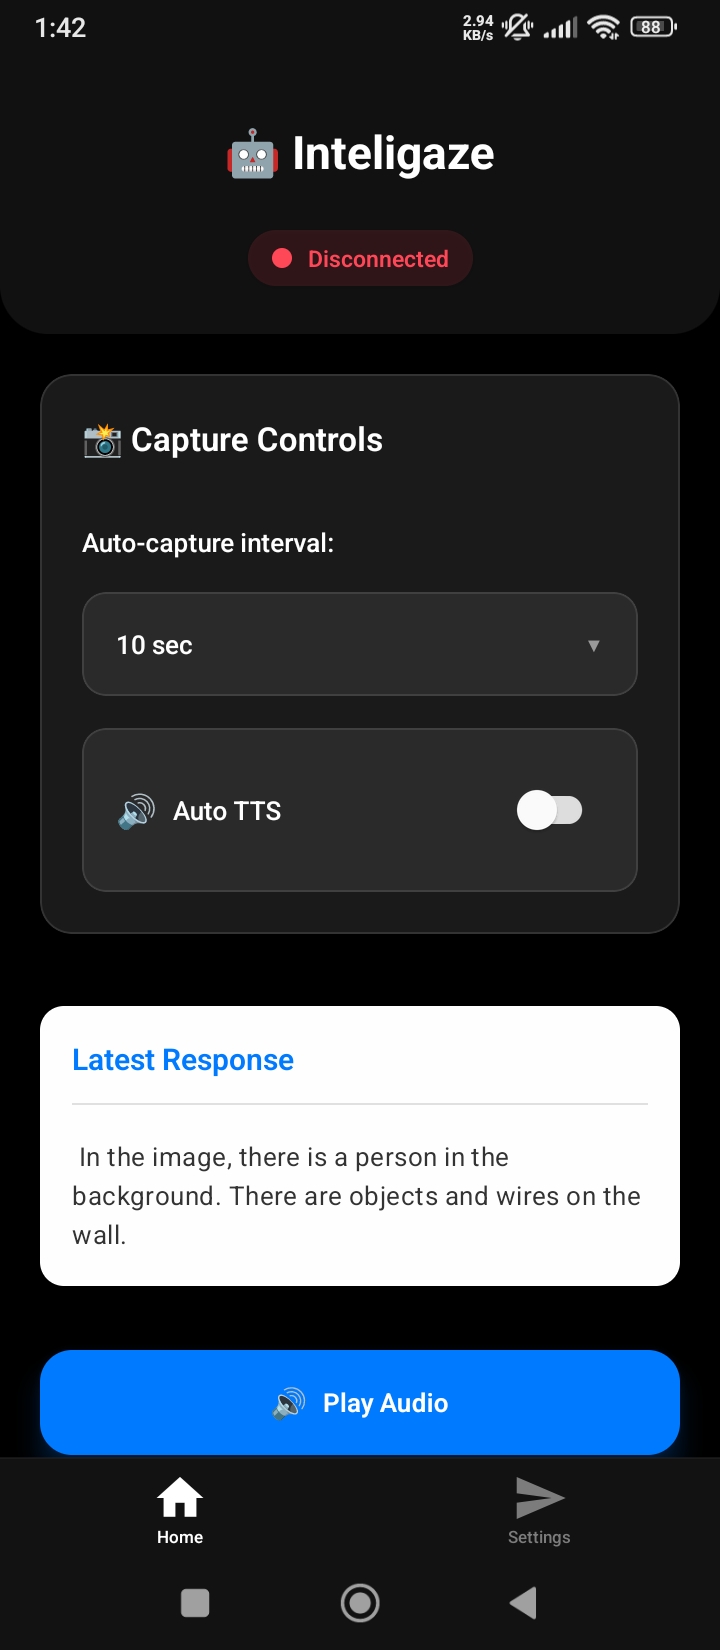 1:42
2.94
KB/s
88
Inteligaze
Disconnected
Capture Controls
Auto-capture interval:
10 sec
Auto TTS
Latest Response
In the image, there is a person in the
background. There are objects and wires on the
wall.
Play Audio
Home
Settings